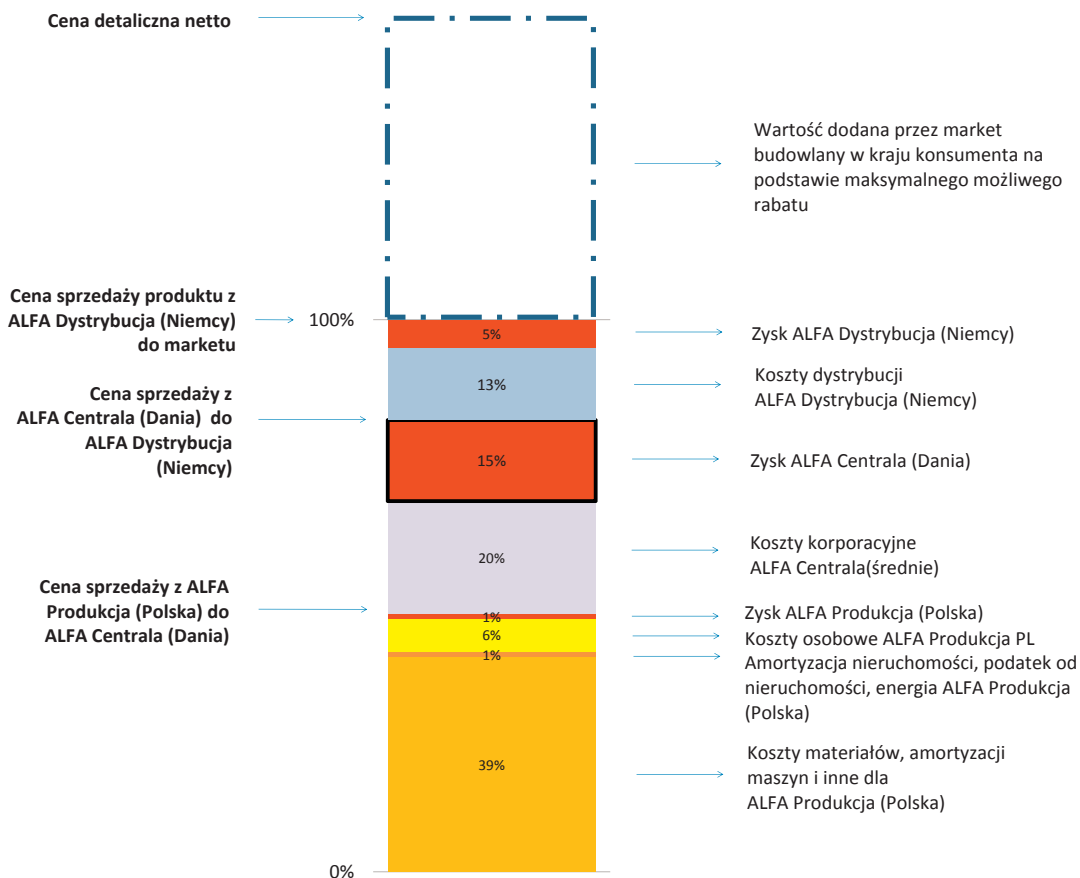 Cena detaliczna netto
Wartość dodana przez market
budowlany w kraju konsumenta na
podstawie maksymalnego możliwego
rabatu
Cena sprzedaży produktu z
ALFA Dystrybucja (Niemcy)
do marketu
100%
5%
Zysk ALFA Dystrybucja (Niemcy)
13%
Koszty dystrybucji
ALFA Dystrybucja (Niemcy)
Cena sprzedaży z
ALFA Centrala (Dania) do
ALFA Dystrybucja
(Niemcy)
15%
Zysk ALFA Centrala (Dania)
20%
Koszty korporacyjne
ALFA Centrala(średnie)
Cena sprzedaży z ALFA
Produkcja (Polska) do
ALFA Centrala (Dania)
1%
Zysk ALFA Produkcja (Polska)
6%
Koszty osobowe ALFA Produkcja PL
1%
Amortyzacja nieruchomości, podatek od
nieruchomości, energia ALFA Produkcja
(Polska)
39%
Koszty materiałów, amortyzacji
maszyn i inne dla
ALFA Produkcja (Polska)
0%